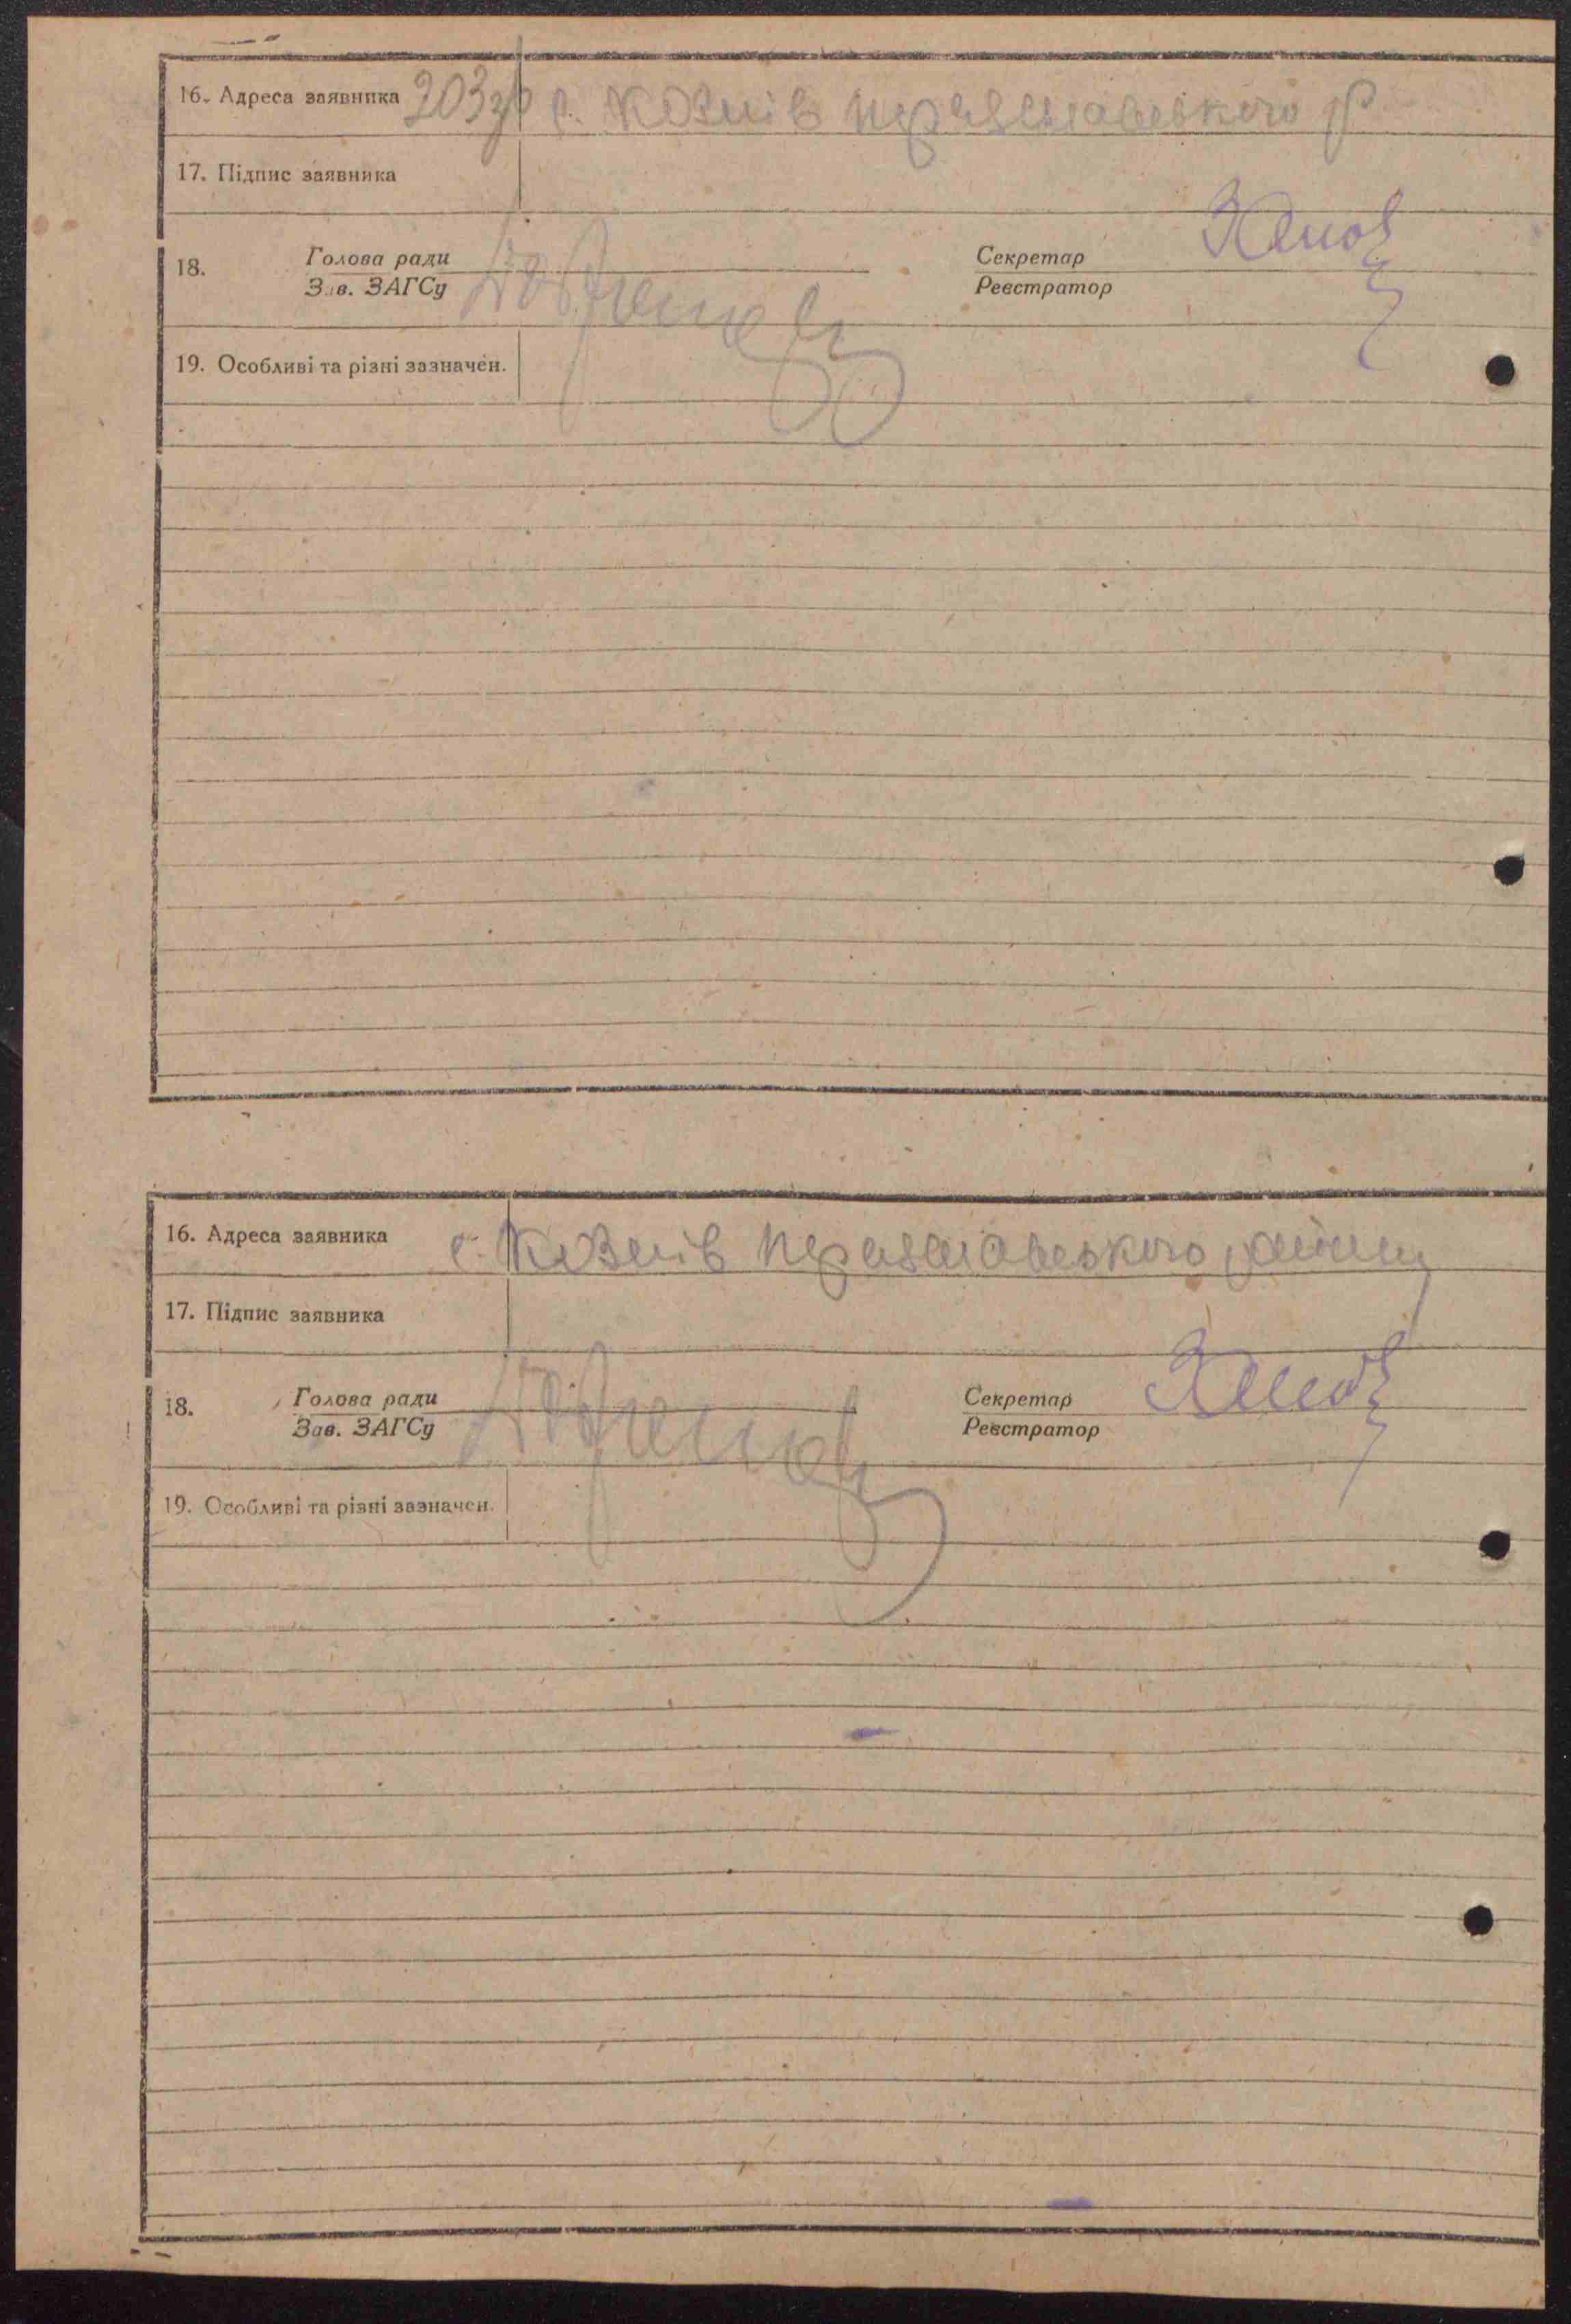 16. Адреса заявника с. Козлів Переяславського р
17. Підпис заявника
18. Голова ради Секретар
Зав. ЗАГСу Реєстратор
19. Особливі та різні зазначен.
16. Адреса заявника с. Козлів Переяславського району
17. Підпис заявника
18. Голова ради Секретар
Зав. ЗАГСу Реєстратор
19. Особливі та різні зазначен.